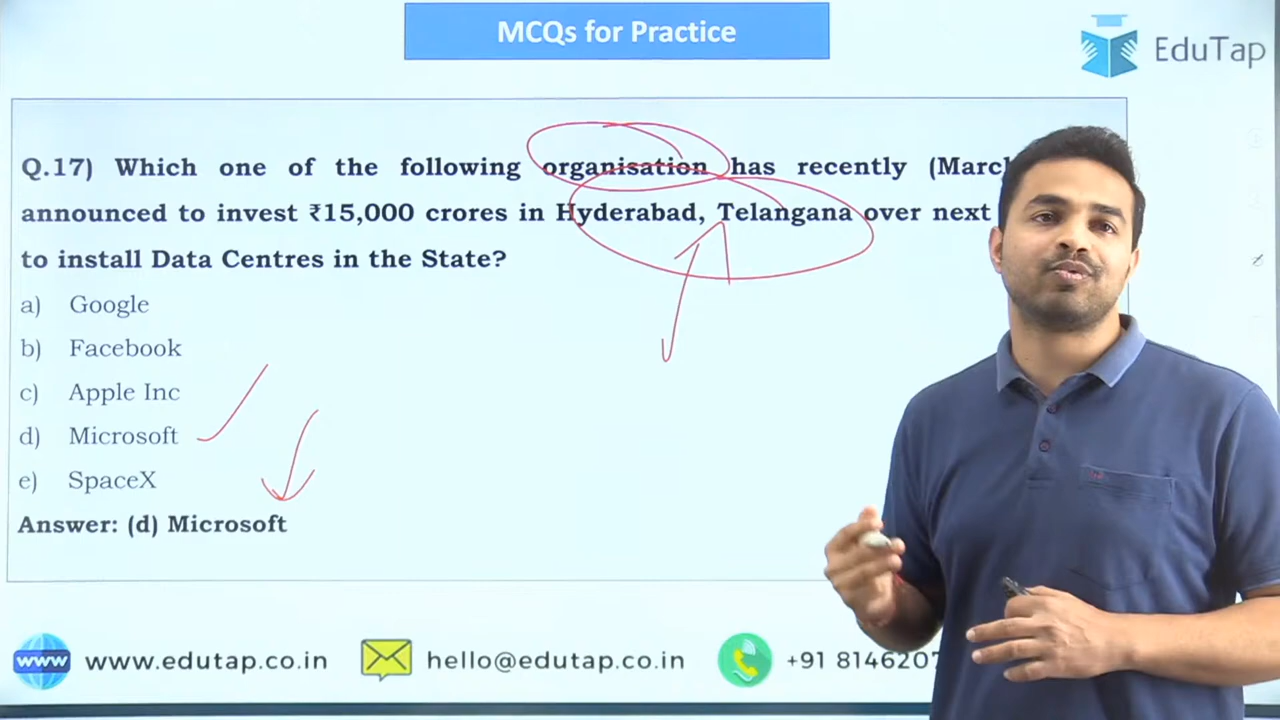 MCQs for Practice
EduTap
Q.17) Which one of the following organisation has recently (March
announced to invest ₹15,000 crores in Hyderabad, Telangana over next
to install Data Centres in the State?
a) Google
b) Facebook
c) Apple Inc
d) Microsoft
e) SpaceX
Answer: (d) Microsoft
www www.edutap.co.in hello@edutap.co.in +91 814620